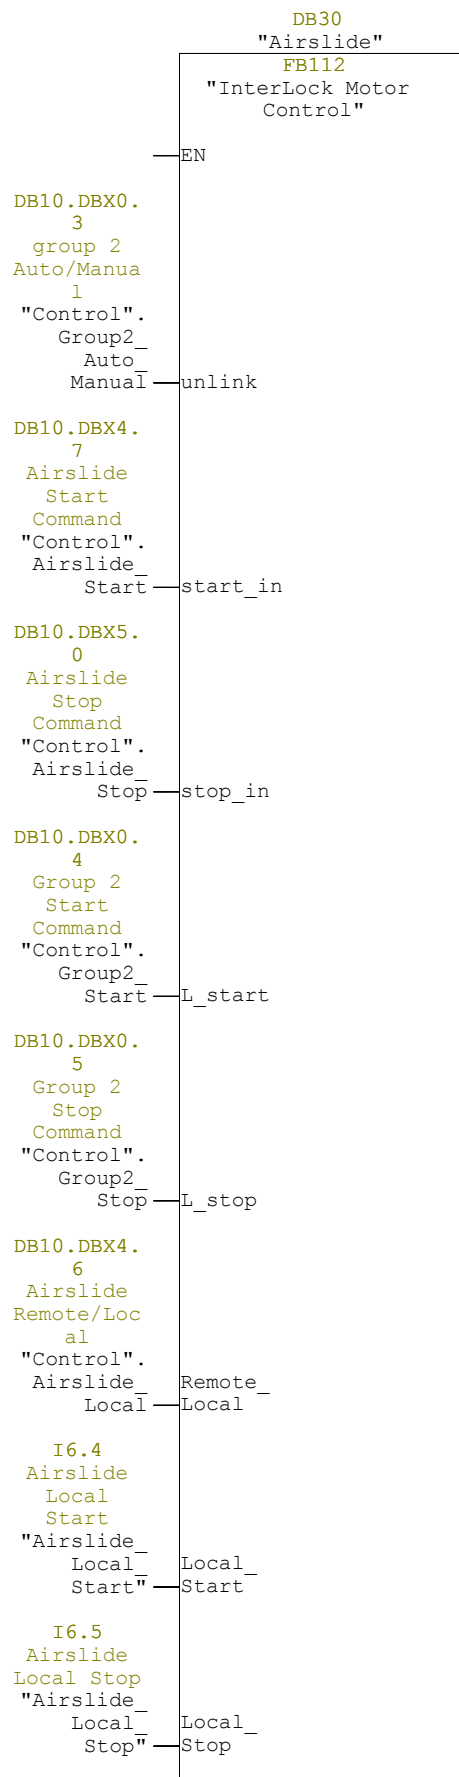 DB30
"Airslide"
FB112
"InterLock Motor
Control"
EN
DB10.DBX0.
3
group 2
Auto/Manua
l
"Control".
Group2_
Auto_
Manual
unlink
DB10.DBX4.
7
Airslide
Start
Command
"Control".
Airslide_
Start
start_in
DB10.DBX5.
0
Airslide
Stop
Command
"Control".
Airslide_
Stop
stop_in
DB10.DBX0.
4
Group 2
Start
Command
"Control".
Group2_
Start
L_start
DB10.DBX0.
5
Group 2
Stop
Command
"Control".
Group2_
Stop
L_stop
DB10.DBX4.
6
Airslide
Remote/Loc
al
"Control".
Airslide_
Local
Remote_
Local
I6.4
Airslide
Local
Start
"Airslide_
Local_
Start"
Local_
Start
I6.5
Airslide
Local Stop
"Airslide_
Local_
Stop"
Local_
Stop